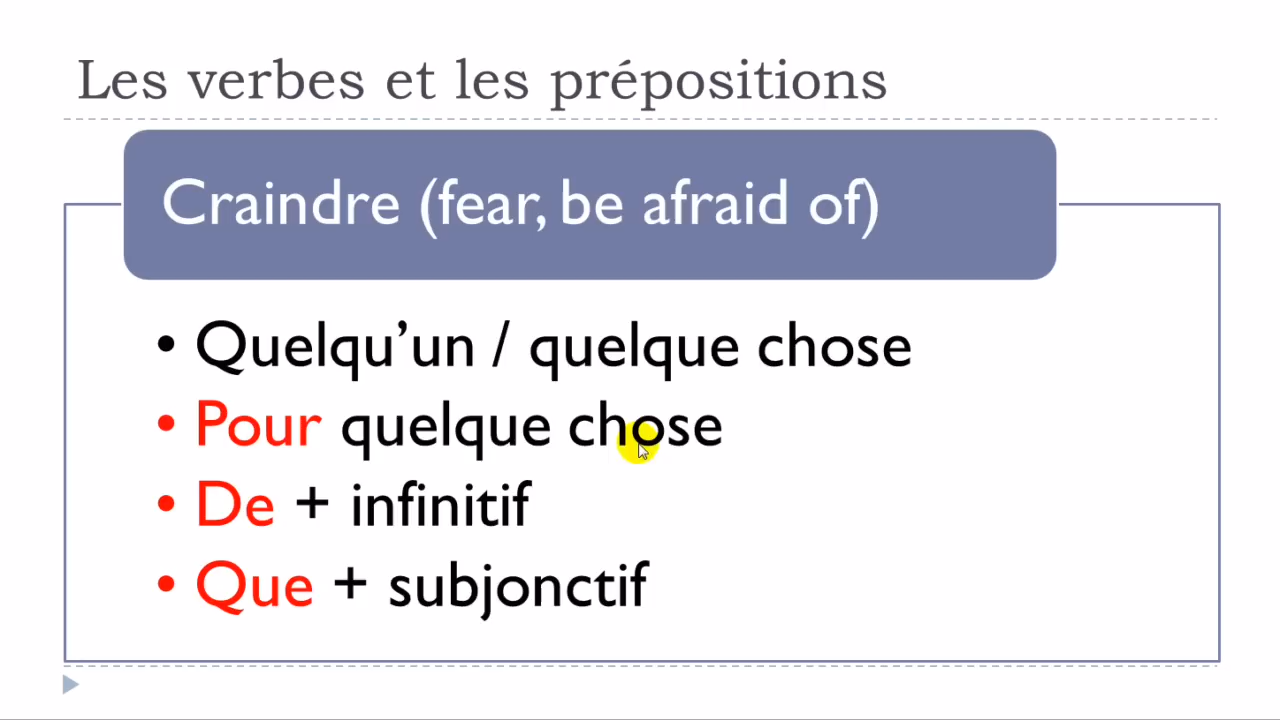 Les verbes et les prépositions
Craindre (fear, be afraid of)
• Quelqu’un / quelque chose
• Pour quelque chose
• De + infinitif
• Que + subjonctif